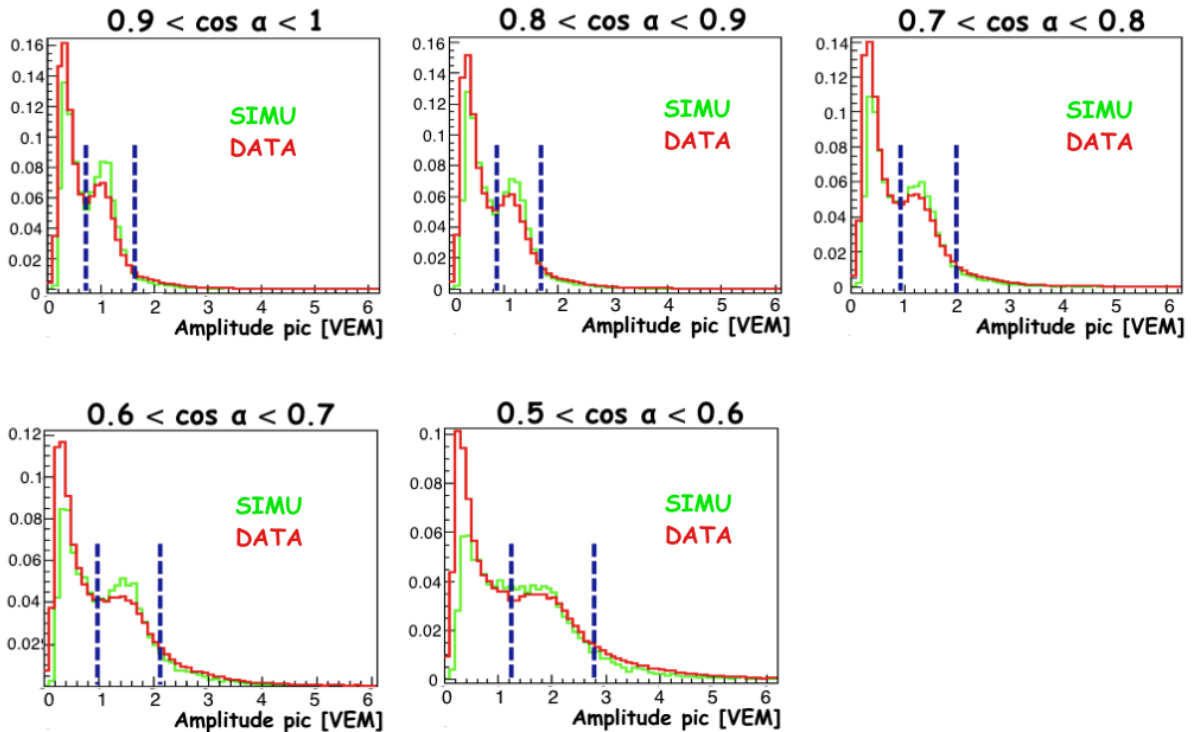 0.9 < cos α < 1
0.16
0.14
0.12
0.1
0.08
0.06
0.04
0.02
0
SIMU
DATA
0 1 2 3 4 5 6
Amplitude pic [VEM]
0.8 < cos α < 0.9
0.16
0.14
0.12
0.1
0.08
0.06
0.04
0.02
0
SIMU
DATA
0 1 2 3 4 5 6
Amplitude pic [VEM]
0.7 < cos α < 0.8
0.14
0.12
0.1
0.08
0.06
0.04
0.02
0
SIMU
DATA
0 1 2 3 4 5 6
Amplitude pic [VEM]
0.6 < cos α < 0.7
0.12
0.1
0.08
0.06
0.04
0.02
SIMU
DATA
0 1 2 3 4 5 6
Amplitude pic [VEM]
0.5 < cos α < 0.6
0.1
0.08
0.06
0.04
0.02
0
SIMU
DATA
0 1 2 3 4 5 6
Amplitude pic [VEM]